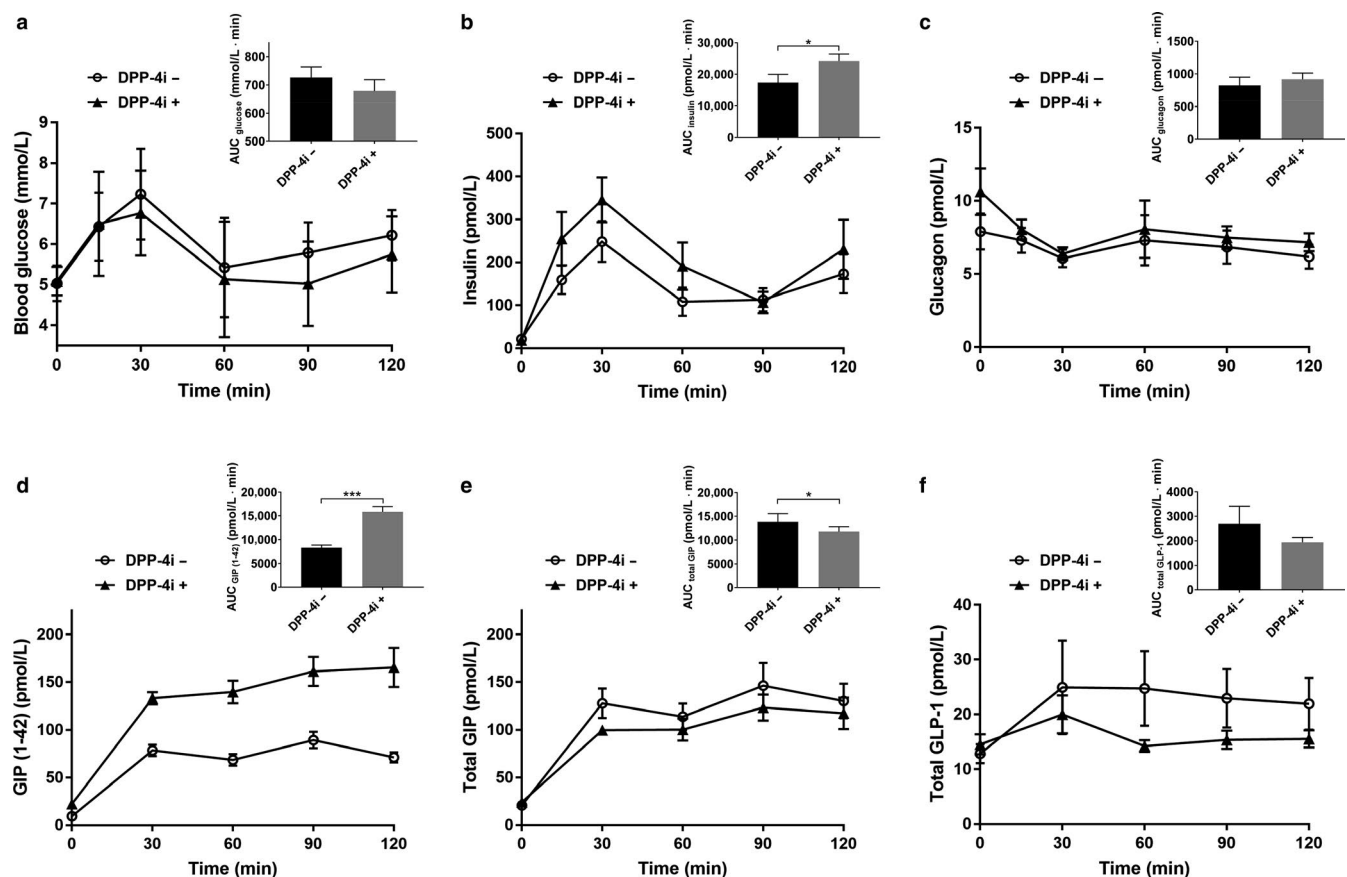 a
DPP-4i −
DPP-4i +
AUC glucose (mmol/L · min)
800
700
600
500
DPP-4i −
DPP-4i +
Blood glucose (mmo/L)
9
8
7
6
5
4
0
30
60
90
120
Time (min)
b
DPP-4i −
DPP-4i +
AUC insulin (pmol/L · min)
30,000
20,000
10,000
0
*
DPP-4i −
DPP-4i +
Insulin (pmol/L)
500
400
300
200
100
0
0
30
60
90
120
Time (min)
c
DPP-4i −
DPP-4i +
AUC glucagon (pmol/L · min)
1500
1000
500
0
DPP-4i −
DPP-4i +
Glucagon (pmol/L)
15
10
5
0
0
30
60
90
120
Time (min)
d
DPP-4i −
DPP-4i +
AUC GIP (1-42) (pmol/L · min)
20,000
15,000
10,000
5000
0
***
DPP-4i −
DPP-4i +
GIP (1-42) (pmol/L)
200
150
100
50
0
0
30
60
90
120
Time (min)
e
DPP-4i −
DPP-4i +
AUC total GIP (pmol/L · min)
20,000
15,000
10,000
5000
0
*
DPP-4i −
DPP-4i +
Total GIP (pmol/L)
200
150
100
50
0
0
30
60
90
120
Time (min)
f
DPP-4i −
DPP-4i +
AUC total GLP-1 (pmol/L · min)
4000
3000
2000
1000
0
DPP-4i −
DPP-4i +
Total GLP-1 (pmol/L)
40
30
20
10
0
0
30
60
90
120
Time (min)